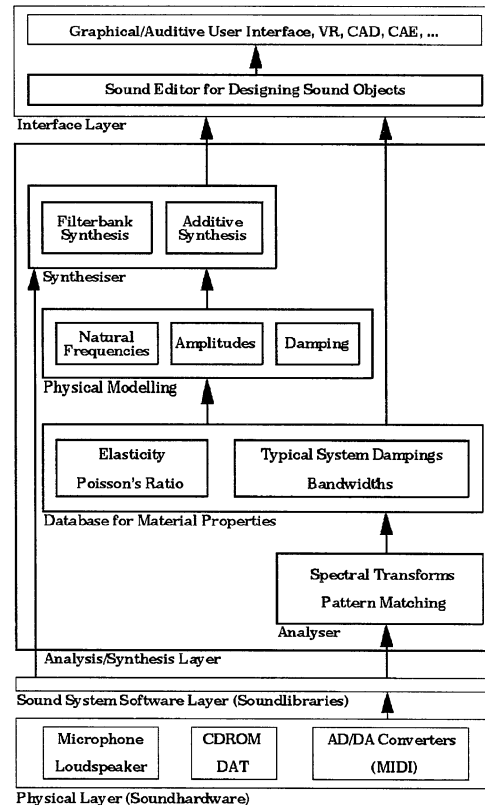 Graphical/Auditive User Interface, VR, CAD, CAE, ...
Sound Editor for Designing Sound Objects
Interface Layer
Filterbank
Synthesis
Additive
Synthesis
Synthesiser
Natural
Frequencies
Amplitudes
Damping
Physical Modelling
Elasticity
Poisson's Ratio
Typical System Dampings
Bandwidths
Database for Material Properties
Spectral Transforms
Pattern Matching
Analyser
Analysis/Synthesis Layer
Sound System Software Layer (Soundlibraries)
Microphone
Loudspeaker
CDROM
DAT
AD/DA Converters
(MIDI)
Physical Layer (Soundhardware)